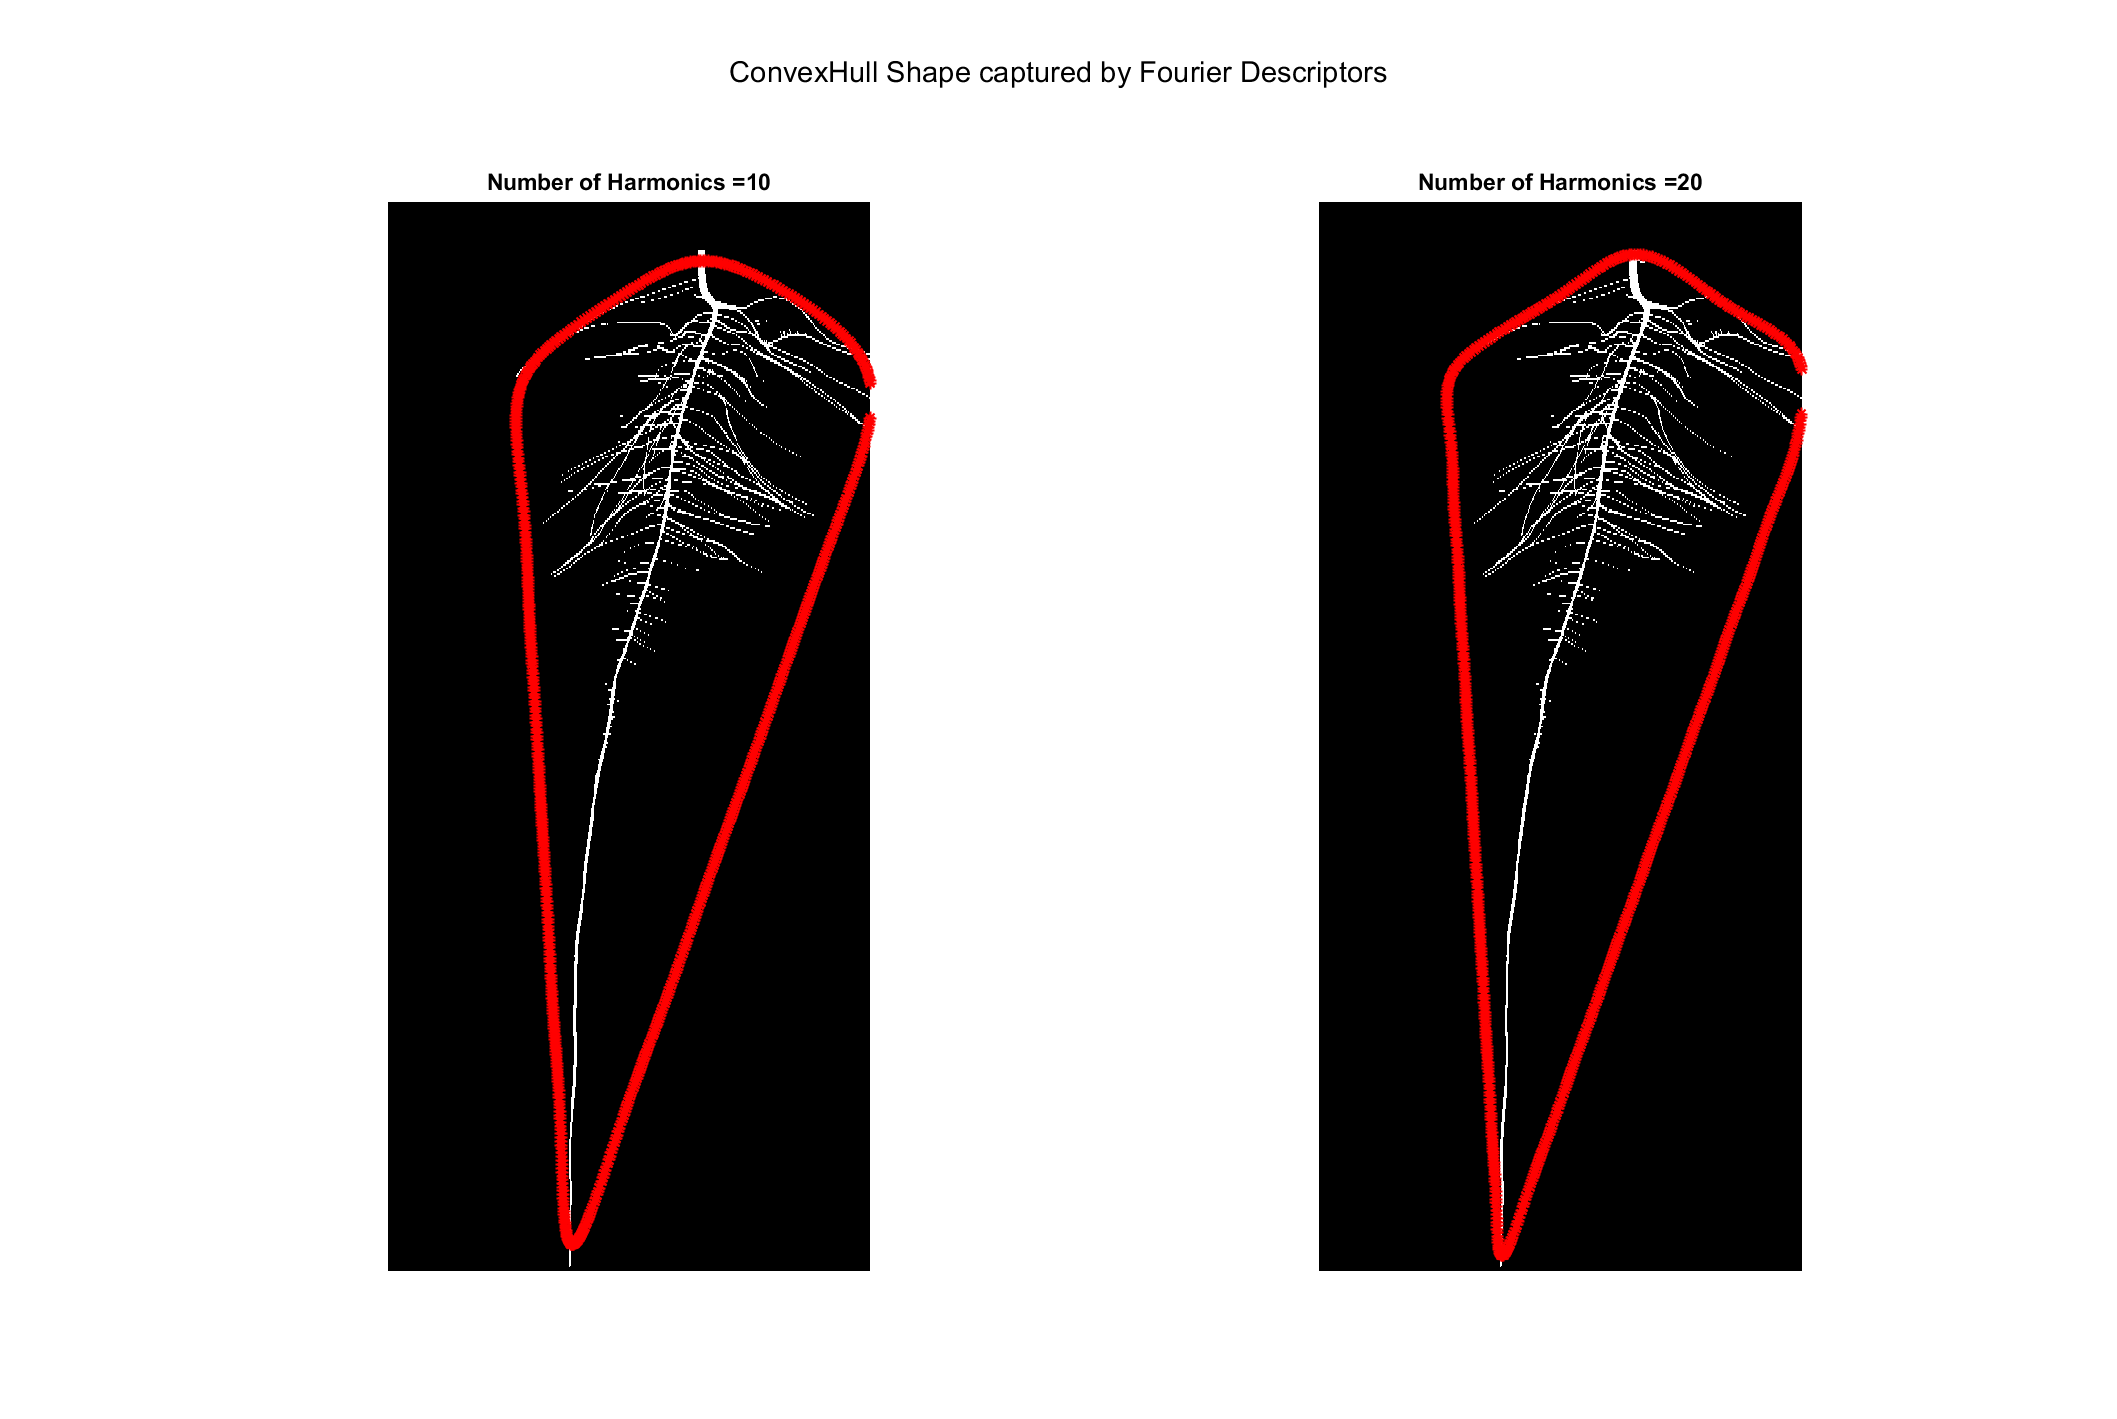 ConvexHull Shape captured by Fourier Descriptors
Number of Harmonics =10
Number of Harmonics =20